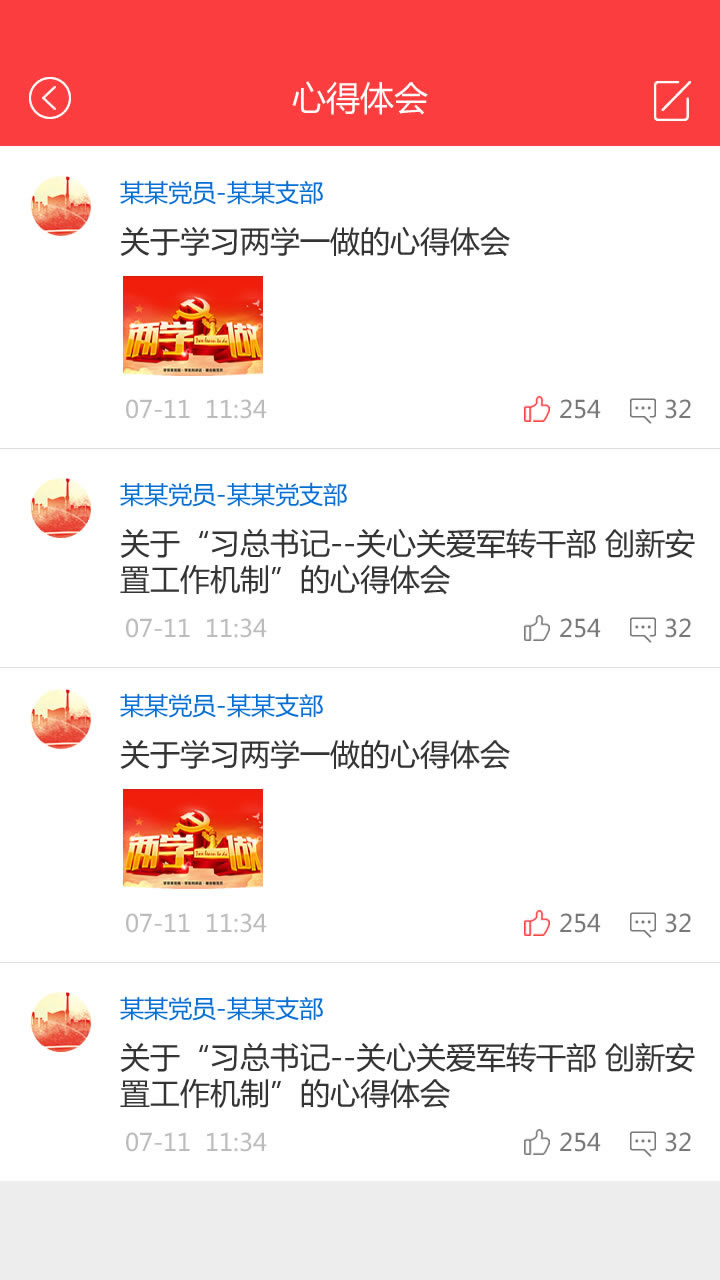 心得体会
某某党员-某某支部
关于学习两学一做的心得体会
两学一做
07-11 11:34
254
32
某某党员-某某党支部
关于“习总书记--关心关爱军转干部 创新安
置工作机制”的心得体会
07-11 11:34
254
32
某某党员-某某支部
关于学习两学一做的心得体会
两学一做
07-11 11:34
254
32
某某党员-某某支部
关于“习总书记--关心关爱军转干部 创新安
置工作机制”的心得体会
07-11 11:34
254
32